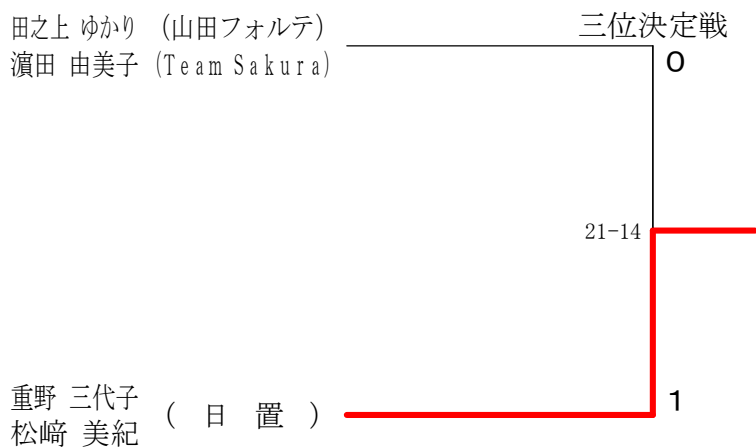 田之上 ゆかり （山田フォルテ）
濵田 由美子 (Team Sakura)
三位決定戦
0
21-14
1
重野 三代子
松﨑 美紀
( 日 置 )